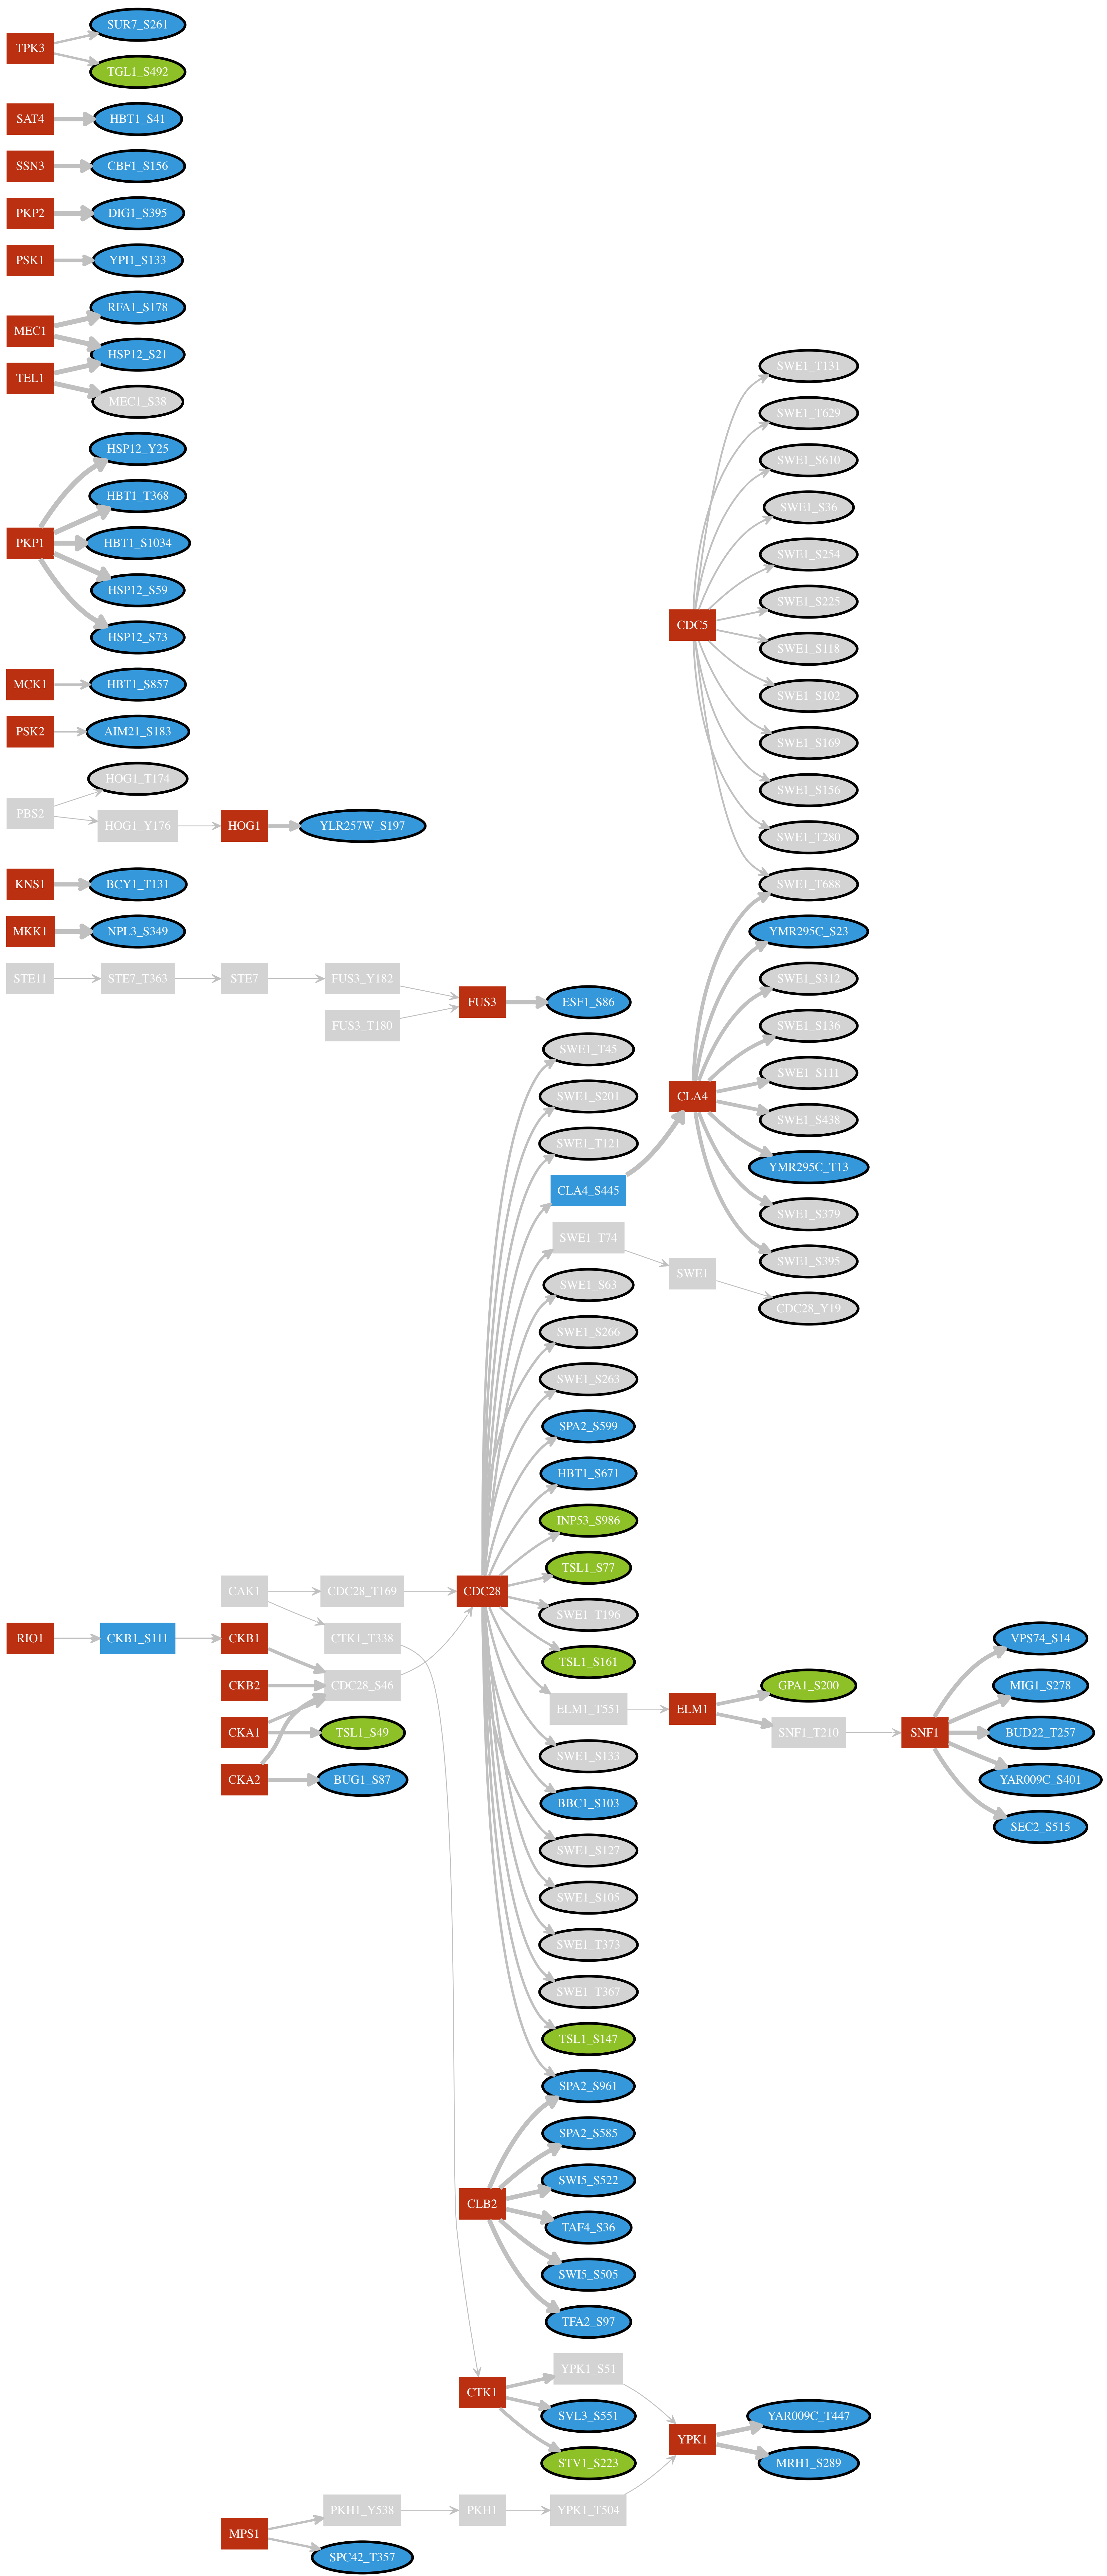 SUR7_S261
TPK3
TGL1_S492
SAT4
HBT1_S41
SSN3
CBF1_S156
PKP2
DIG1_S395
PSK1
YPI1_S133
RFA1_S178
MEC1
HSP12_S21
SWE1_T131
TEL1
MEC1_S38
SWE1_T629
HSP12_Y25
SWE1_S610
HBT1_T368
SWE1_S36
PKP1
HBT1_S1034
SWE1_S254
HSP12_S59
SWE1_S225
CDC5
HSP12_S73
SWE1_S118
MCK1
HBT1_S857
SWE1_S102
PSK2
AIM21_S183
SWE1_S169
HOG1_T174
SWE1_S156
PBS2
HOG1_Y176
HOG1
YLR257W_S197
SWE1_T280
KNS1
BCY1_T131
SWE1_T688
MKK1
NPL3_S349
YMR295C_S23
STE11
STE7_T363
STE7
FUS3_Y182
SWE1_S312
FUS3
ESF1_S86
FUS3_T180
SWE1_S136
SWE1_T45
SWE1_S111
SWE1_S201
CLA4
SWE1_S438
SWE1_T121
YMR295C_T13
CLA4_S445
SWE1_S379
SWE1_T74
SWE1_S395
SWE1
SWE1_S63
CDC28_Y19
SWE1_S266
SWE1_S263
SPA2_S599
HBT1_S671
INP53_S986
TSL1_S77
CAK1
CDC28_T169
CDC28
SWE1_T196
RIO1
CKB1_S111
CKB1
CTK1_T338
TSL1_S161
VPS74_S14
CKB2
CDC28_S46
GPA1_S200
MIG1_S278
ELM1_T551
ELM1
CKA1
TSL1_S49
SNF1_T210
SNF1
BUD22_T257
SWE1_S133
CKA2
BUG1_S87
YAR009C_S401
BBC1_S103
SEC2_S515
SWE1_S127
SWE1_S105
SWE1_T373
SWE1_T367
TSL1_S147
SPA2_S961
SPA2_S585
SWI5_S522
CLB2
TAF4_S36
SWI5_S505
TFA2_S97
YPK1_S51
CTK1
SVL3_S551
YAR009C_T447
YPK1
STV1_S223
MRH1_S289
PKH1_Y538
PKH1
YPK1_T504
MPS1
SPC42_T357